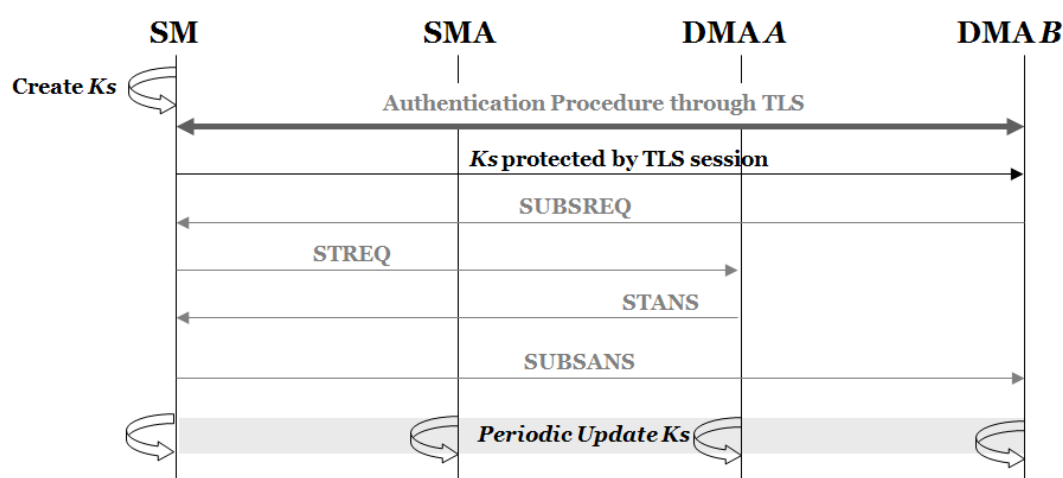 SM SMA DMA A DMA B
Create Ks
Authentication Procedure through TLS
Ks protected by TLS session
SUBSREQ
STREQ
STANS
SUBSANS
Periodic Update Ks